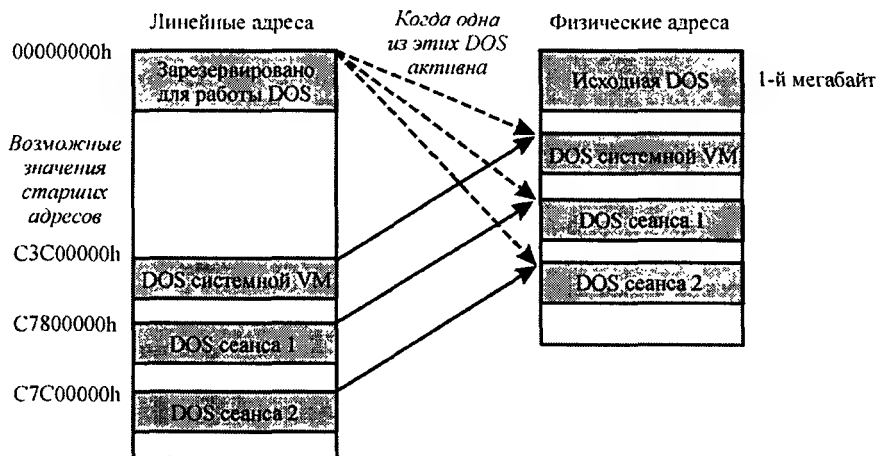 Линейные адреса
Когда одна
из этих DOS
активна
Физические адреса
00000000h
Зарезервировано
для работы DOS
Исходная DOS
1-й мегабайт
Возможные
значения
старших
адресов
DOS системной VM
DOS сеанса 1
DOS сеанса 2
C3C00000h
DOS системной VM
C7800000h
DOS сеанса 1
C7C00000h
DOS сеанса 2